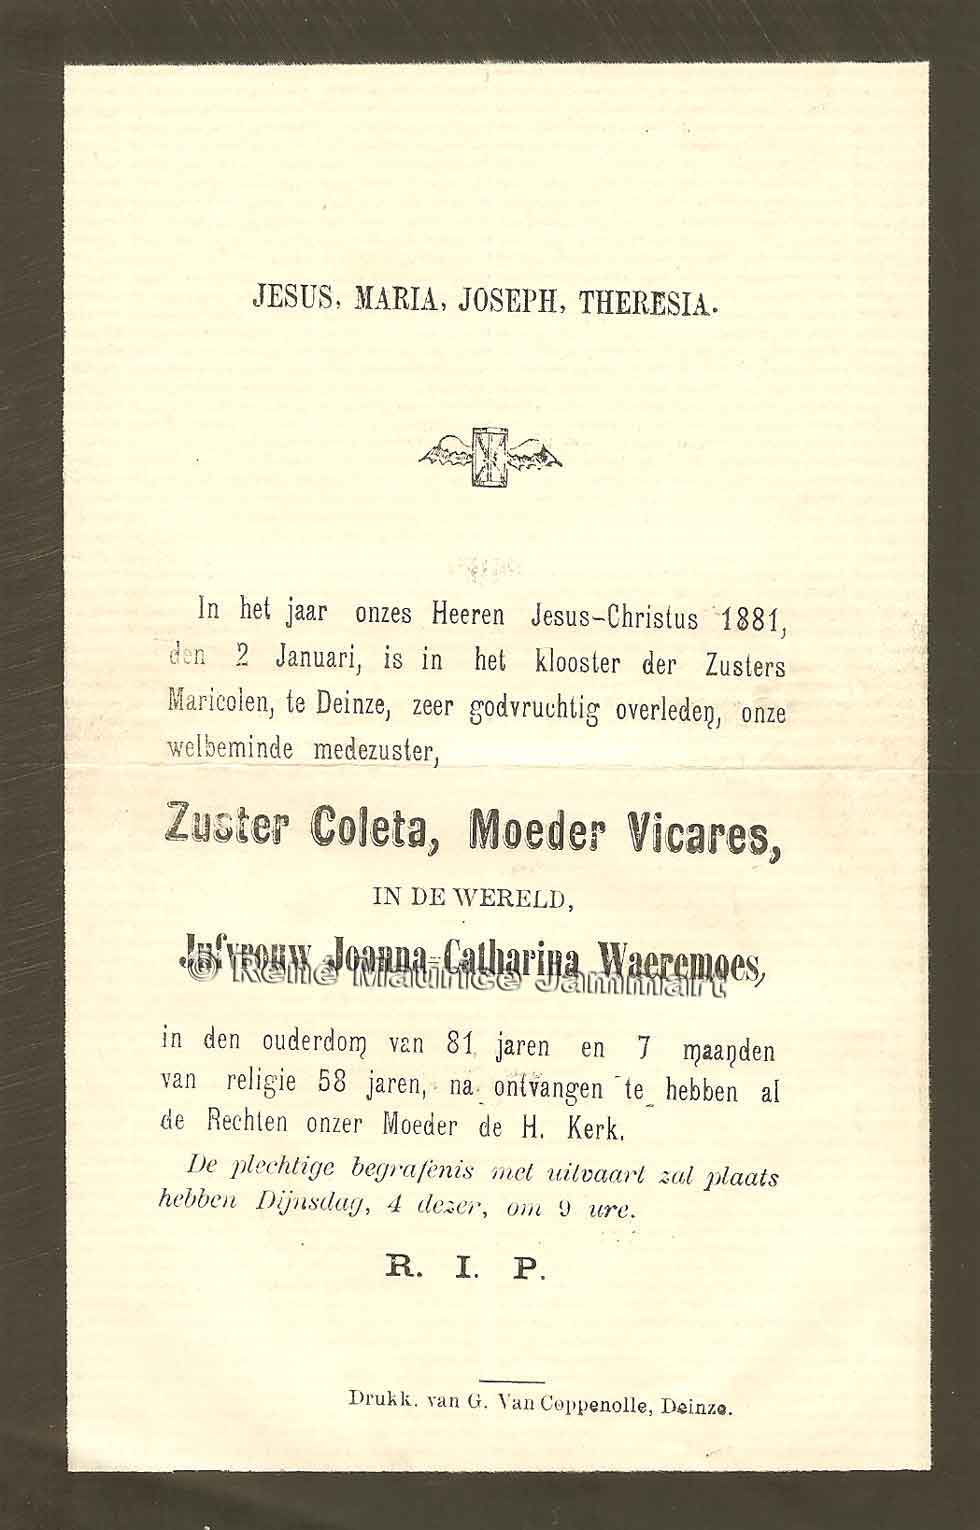 JESUS, MARIA, JOSEPH, THERESIA.
In het jaar onzes Heeren Jesus-Christus 1881,
den 2 Januari, is in het klooster der Zusters
Maricolen, te Deinze, zeer godvruchtig overleden, onze
welbeminde medezuster,
Zuster Coleta, Moeder Vicares,
IN DE WERELD,
Jufvrouw Joanna-Catharina Waeremoes,
© René Maurice Jammart
in den ouderdom van 81 jaren en 7 maanden
van religie 58 jaren, na ontvangen te hebben al
de Rechten onzer Moeder de H. Kerk.
De plechtige begrafenis met uitvaart zal plaats
hebben Dijnsdag, 4 dezer, om 9 ure.
R. I. P.
Drukk. van G. Van Coppenolle, Deinze.